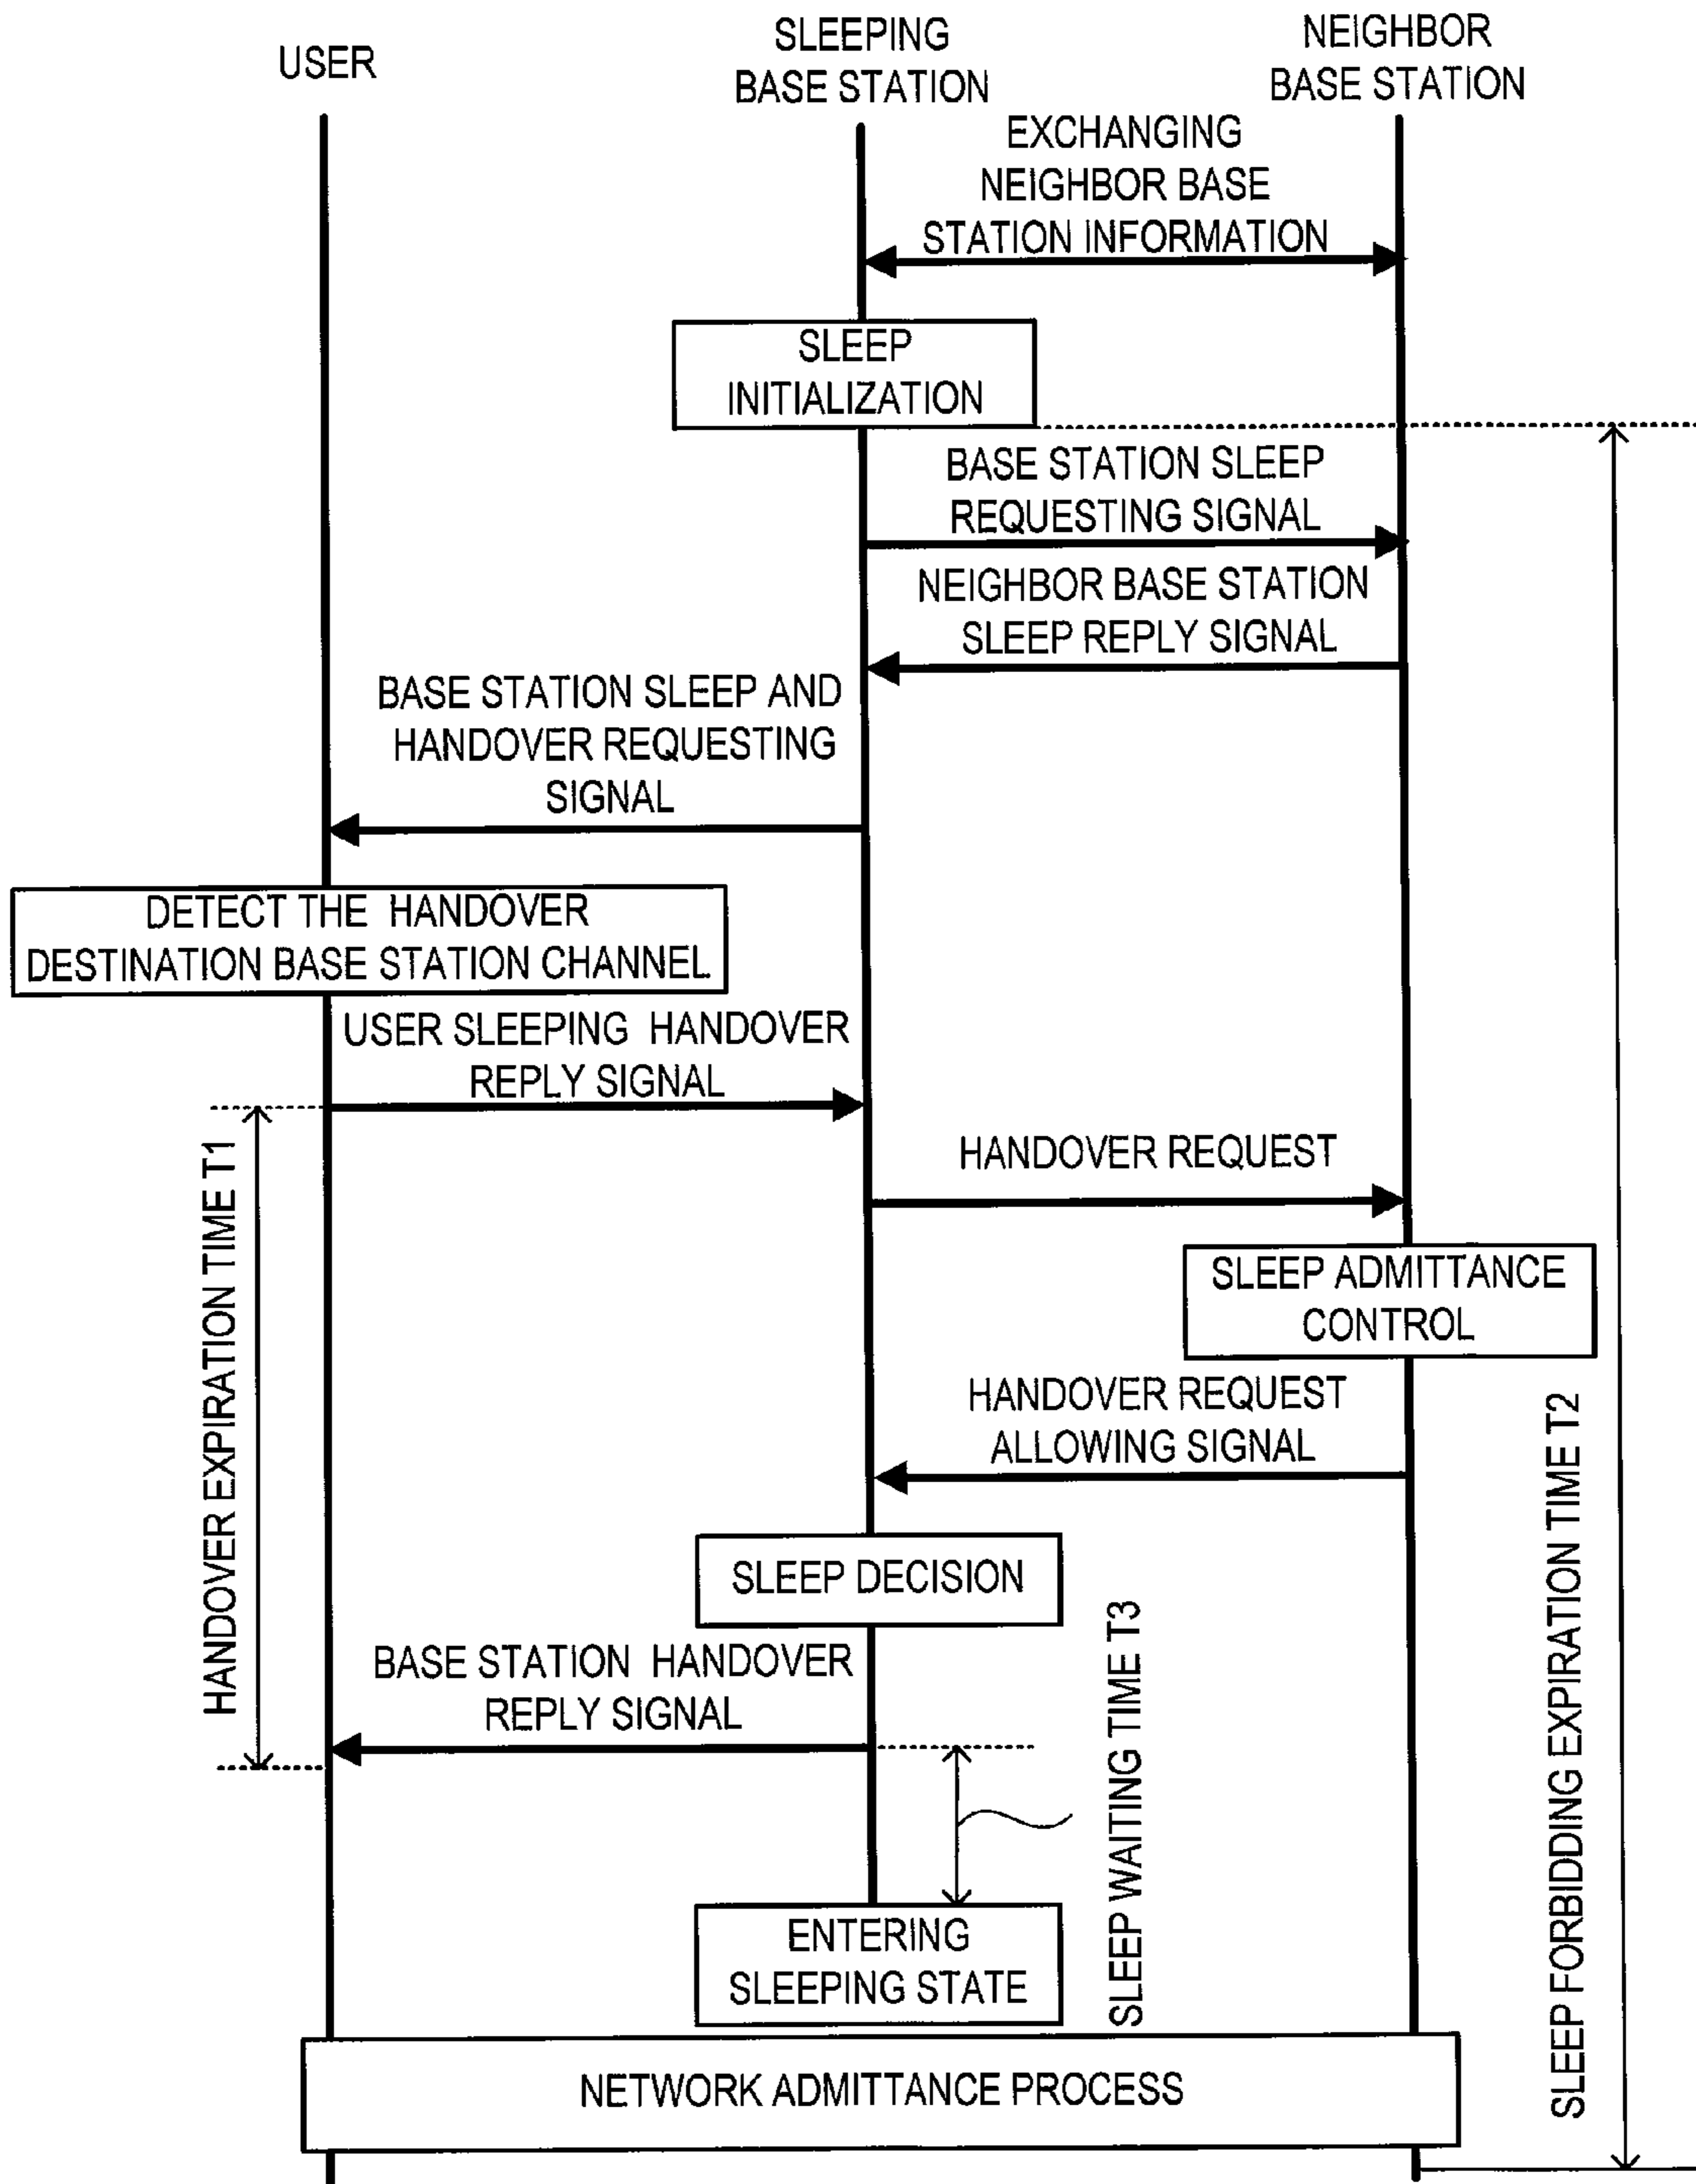 USER
SLEEPING
BASE STATION
NEIGHBOR
BASE STATION
EXCHANGING
NEIGHBOR BASE
STATION INFORMATION
SLEEP
INITIALIZATION
BASE STATION SLEEP
REQUESTING SIGNAL
NEIGHBOR BASE STATION
SLEEP REPLY SIGNAL
BASE STATION SLEEP AND
HANDOVER REQUESTING
SIGNAL
DETECT THE HANDOVER
DESTINATION BASE STATION CHANNEL
USER SLEEPING HANDOVER
REPLY SIGNAL
HANDOVER REQUEST
HANDOVER EXPIRATION TIME T1
SLEEP ADMITTANCE
CONTROL
HANDOVER REQUEST
ALLOWING SIGNAL
SLEEP FORBIDDING EXPIRATION TIME T2
SLEEP DECISION
BASE STATION HANDOVER
REPLY SIGNAL
SLEEP WAITING TIME T3
ENTERING
SLEEPING STATE
NETWORK ADMITTANCE PROCESS